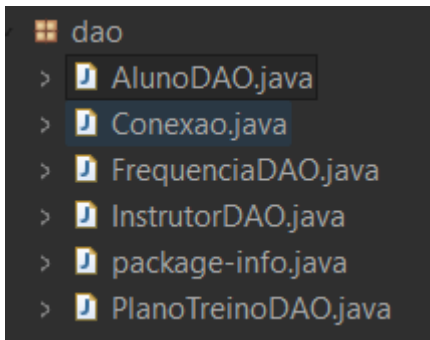 dao
AlunoDAO.java
Conexao.java
FrequenciaDAO.java
InstrutorDAO.java
package-info.java
PlanoTreinoDAO.java